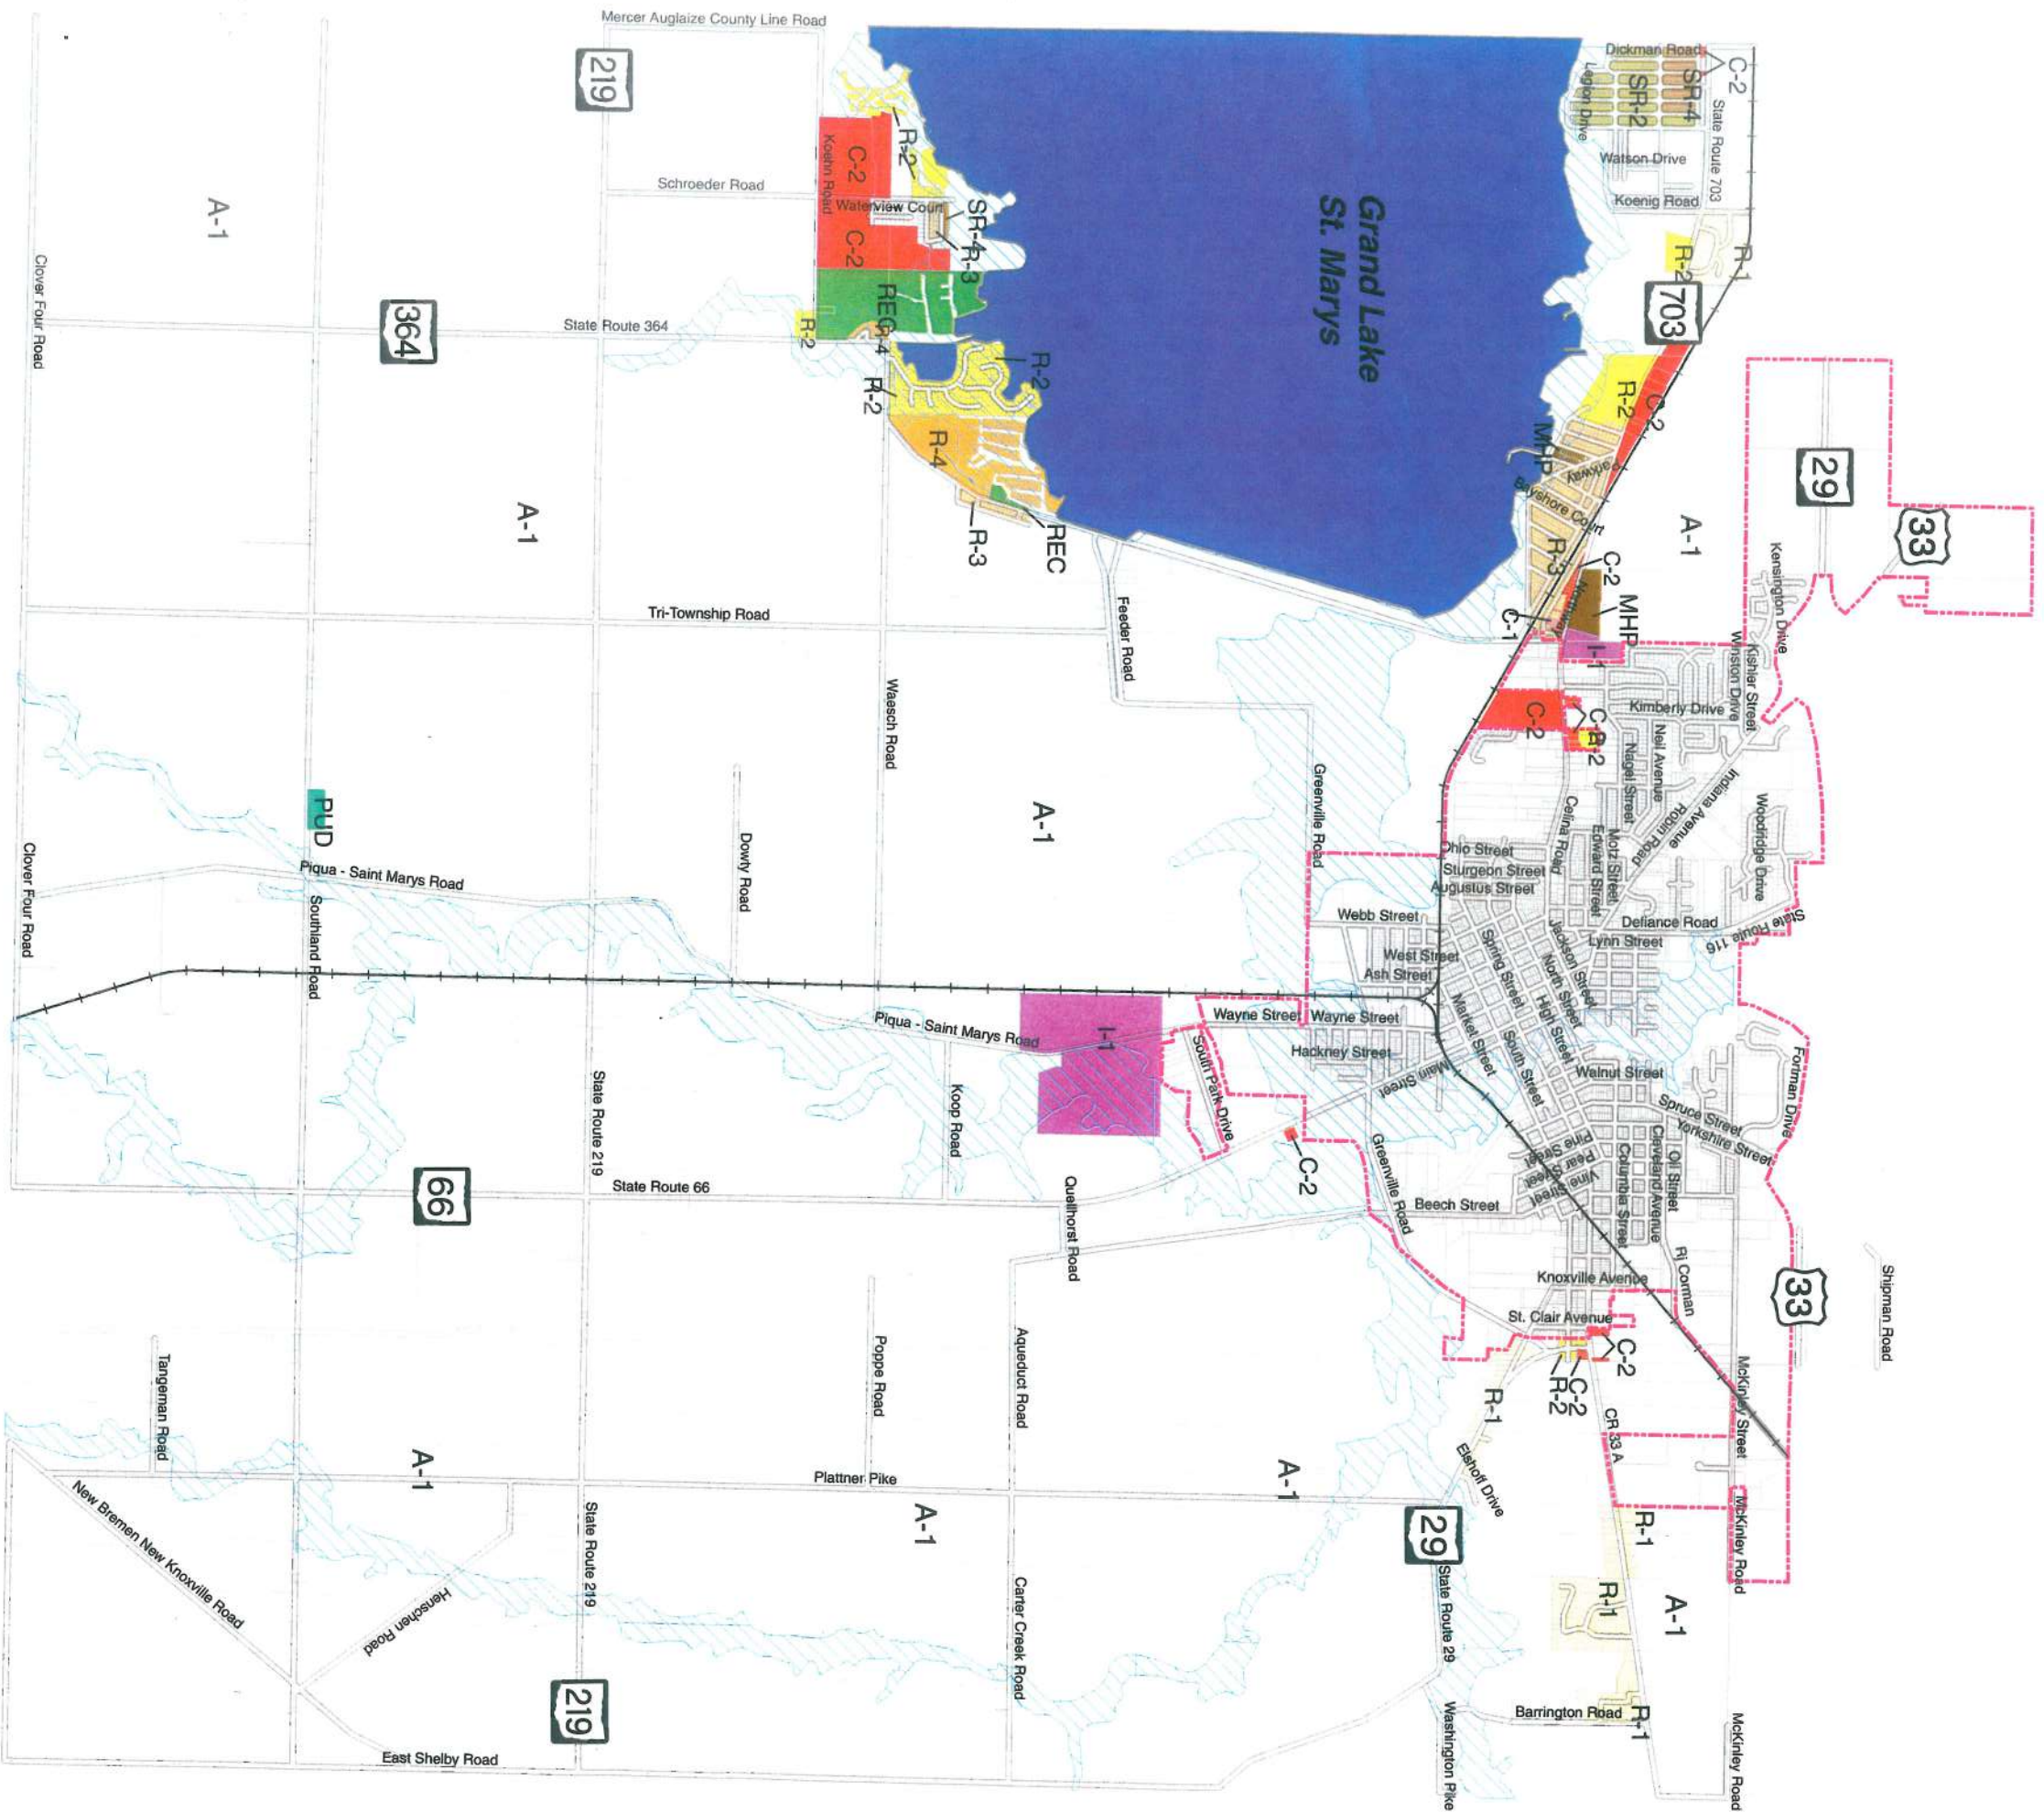 Mercer Auglaize County Line Road
219
Schroeder Road
A-1
Clover Four Road
364
State Route 364
A-1
Tri-Township Road
R-2
C-2
Koehn Road
Waterview Court
SR-4
R-3
C-2
REC
R-4
R-2
R-2
R-2
R-4
REC
R-3
Grand Lake
St. Marys
Dickman Road
C-2
SR-4
SR-2
Legion Drive
State Route 703
Watson Drive
Koenig Road
R-1
R-2
703
R-2
C-2
MHP
Parkway
Bayshore Court
R-3
C-2
MHP
C-1
I-1
A-1
29
33
Kensington Drive
Kishler Street
Winston Drive
Kimberly Drive
C-2
R-2
C-2
Neil Avenue
Nagel Street
Indiana Avenue
Robin Road
Woodridge Drive
Celina Road
Motz Street
Edward Street
Ohio Street
Sturgeon Street
Augustus Street
Defiance Road
Lynn Street
State Route 116
Jackson Street
North Street
High Street
Spring Street
South Street
Market Street
Webb Street
West Street
Ash Street
Wayne Street
Wayne Street
Hackney Street
Main Street
Walnut Street
Spruce Street
Yorkshire Street
Fortman Drive
Pine Street
Pear Street
Vine Street
Columbia Street
Cleveland Avenue
Oil Street
Beech Street
Greenville Road
Knoxville Avenue
Rj Corman
St. Clair Avenue
33
Shipman Road
McKinley Street
McKinley Road
McKinley Road
C-2
C-2
R-2
R-1
CR 33 A
Elshoff Drive
R-1
R-1
A-1
R-1
Barrington Road
29
State Route 29
Washington Pike
Feeder Road
Greenville Road
Waesch Road
A-1
Dowty Road
PUD
Piqua - Saint Marys Road
Southland Road
Clover Four Road
Piqua - Saint Marys Road
I-1
South Park Drive
C-2
Koop Road
Quellhorst Road
State Route 219
State Route 66
66
Aqueduct Road
Poppe Road
Tangeman Road
A-1
Plattner Pike
A-1
A-1
New Bremen New Knoxville Road
Henschen Road
State Route 219
Carter Creek Road
219
East Shelby Road